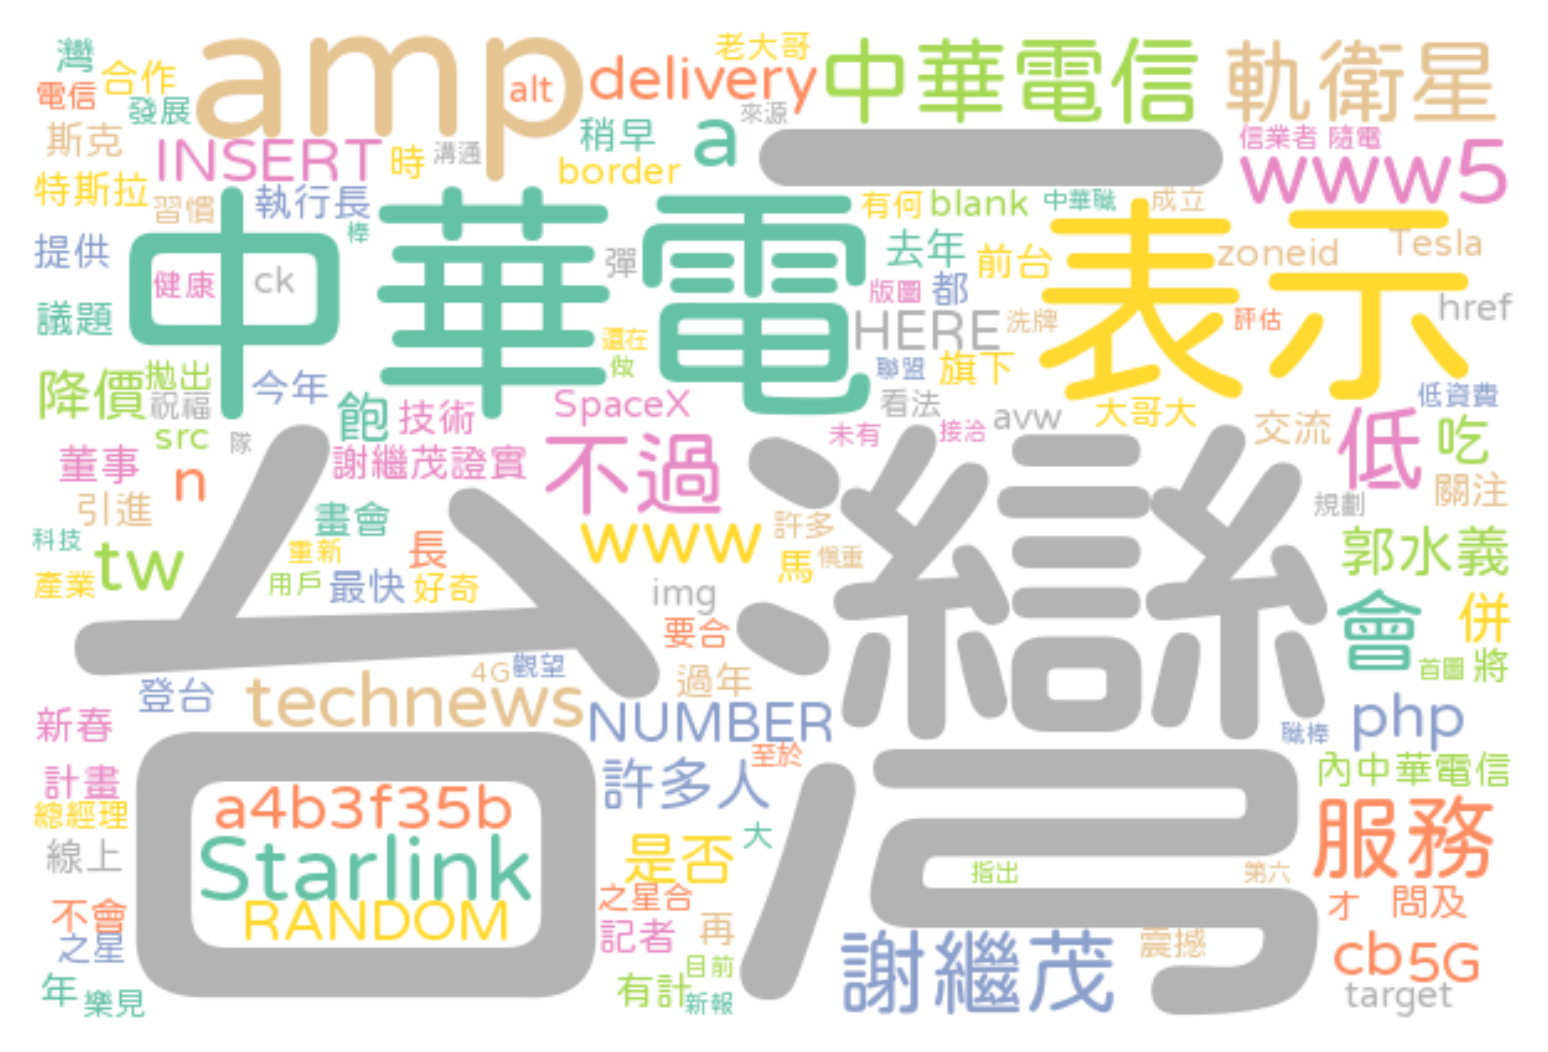 灣 合作 amp alt delivery 老大哥 中華電信 軌衛星
電信 發展 來源
斯克 INSERT 時 溝通 稍早 a 一 信業者 隨電
特斯拉 習慣 執行長 border 有何 blank 中華職 成立 www5
提供 中華電 棒 彈 去年 前台 表示 zoneid Tesla
健康 ck 版圖 都 href
議題 還在 HERE 洗牌 評估
降價 拋出 今年 做 聯盟 旗下 低資費
祝福 飽 技術 SpaceX 看法 avw 大哥大 交流 低 吃
src 隊 未有 接洽
董事 n 謝繼茂證實 不過 台灣 關注
引進 畫會 許多 規劃
科技 tw 重新 長 www 馬 慎重 郭水義
產業 用戶 最快 好奇 img 會 併
要合
4G 觀望 過年 首圖 將
登台 technews NUMBER php
新春 至於 職棒
計畫 許多人 內中華電信
總經理 a4b3f35b 大 服務
線上 Starlink 是否 指出 第六
不會 RANDOM 之星合 才 問及
之星 記者 再 謝繼茂 震撼 cb 5G
年 樂見 有計 目前 target
新報